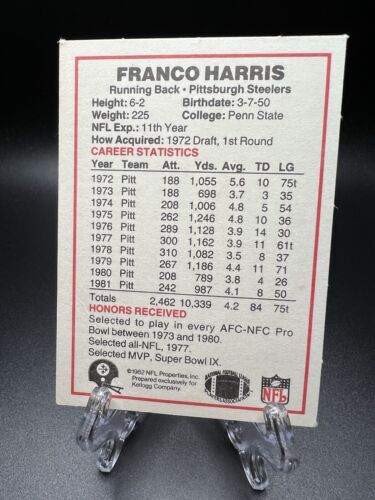 FRANCO HARRIS
Running Back • Pittsburgh Steelers
Height: 6-2 Birthdate: 3-7-50
Weight: 225 College: Penn State
NFL Exp.: 11th Year
How Acquired: 1972 Draft, 1st Round
CAREER STATISTICS
Year Team Att. Yds. Avg. TD LG
1972 Pitt 188 1,055 5.6 10 75t
1973 Pitt 188 698 3.7 3 35
1974 Pitt 208 1,006 4.8 5 54
1975 Pitt 262 1,246 4.8 10 36
1976 Pitt 289 1,128 3.9 14 30
1977 Pitt 300 1,162 3.9 11 61t
1978 Pitt 310 1,082 3.5 8 37
1979 Pitt 267 1,186 4.4 11 71
1980 Pitt 208 789 3.8 4 26
1981 Pitt 242 987 4.1 8 50
Totals 2,462 10,339 4.2 84 75t
HONORS RECEIVED
Selected to play in every AFC-NFC Pro
Bowl between 1973 and 1980.
Selected all-NFL, 1977.
Selected MVP, Super Bowl IX.
©1982 NFL Properties, Inc.
Prepared exclusively for
Kellogg Company.
NATIONAL FOOTBALL LEAGUE
PLAYERS ASSOCIATION
NFL